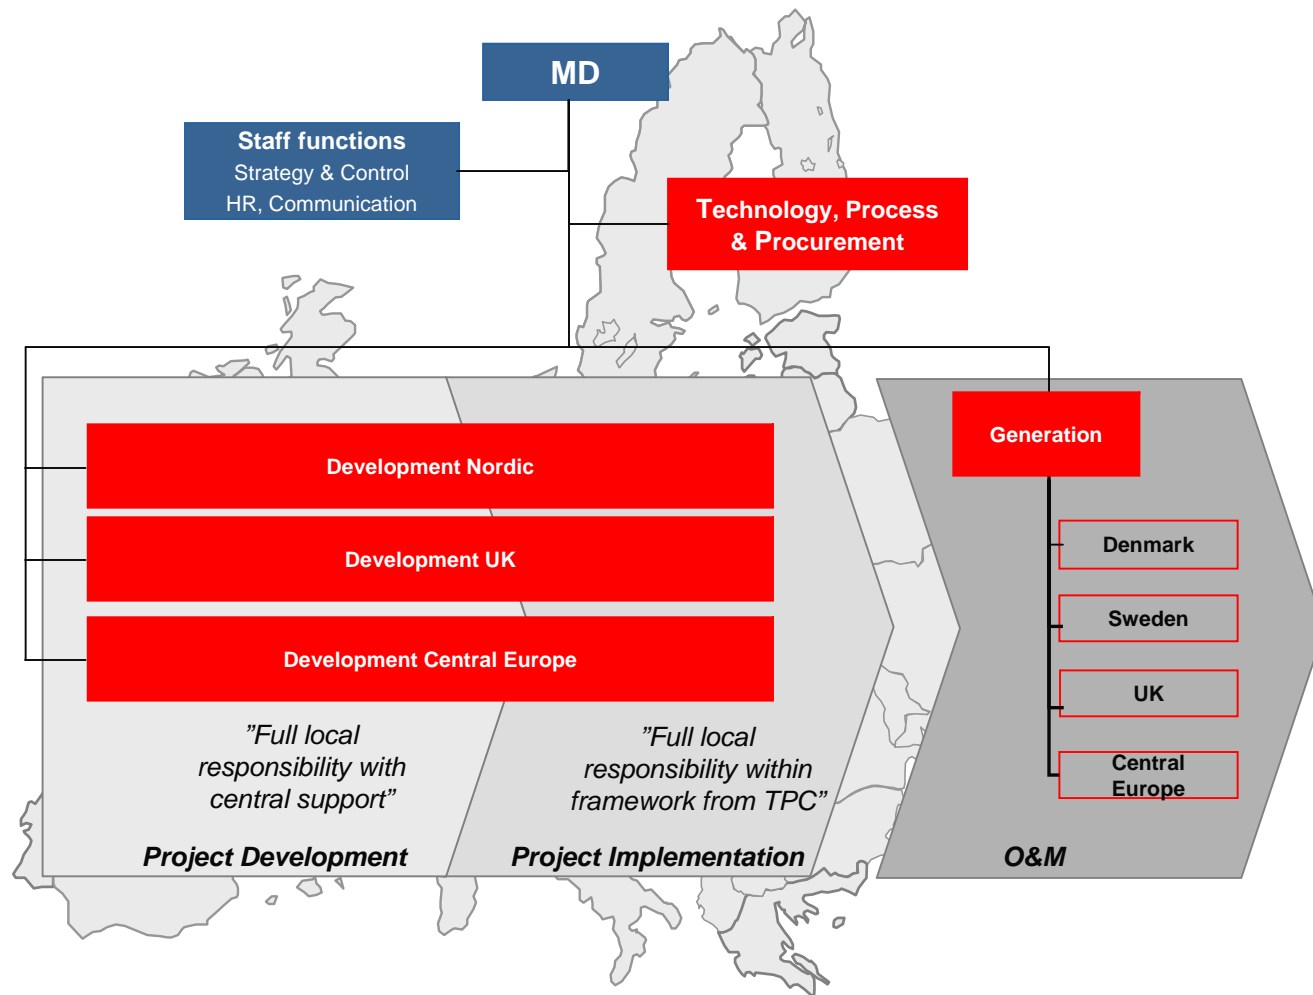 MD
Staff functions
Strategy & Control
HR, Communication
Technology, Process
& Procurement
Development Nordic
Development UK
Development Central Europe
Generation
Denmark
Sweden
UK
Central
Europe
”Full local
responsibility with
central support”
”Full local
responsibility within
framework from TPC”
Project Development
Project Implementation
O&M